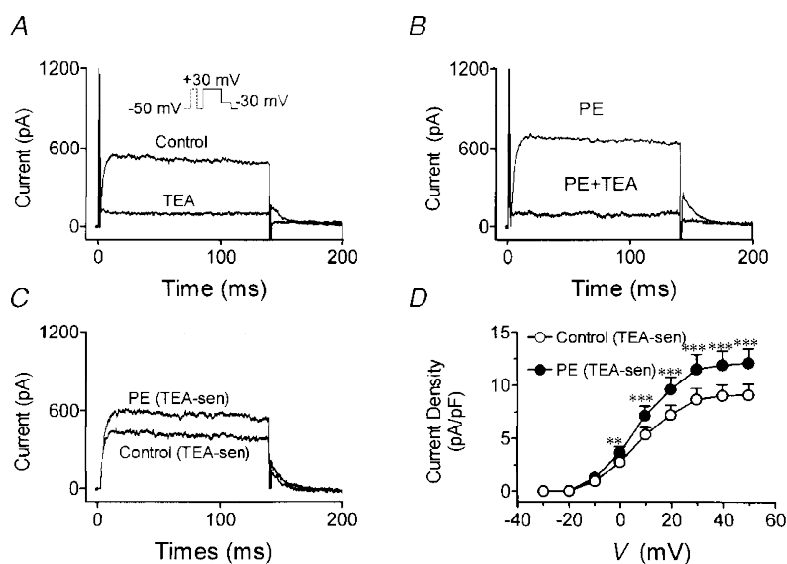 A
1200
600
0
Current (pA)
+30 mV
-50 mV
-30 mV
Control
TEA
0
100
200
Time (ms)
B
1200
600
0
Current (pA)
PE
PE+TEA
0
100
200
Time (ms)
C
1200
600
0
Current (pA)
PE (TEA-sen)
Control (TEA-sen)
0
100
200
Times (ms)
D
15
10
5
0
Current Density
(pA/pF)
Control (TEA-sen)
PE (TEA-sen)
**
***
***
***
***
***
-40
-20
0
20
40
60
V (mV)